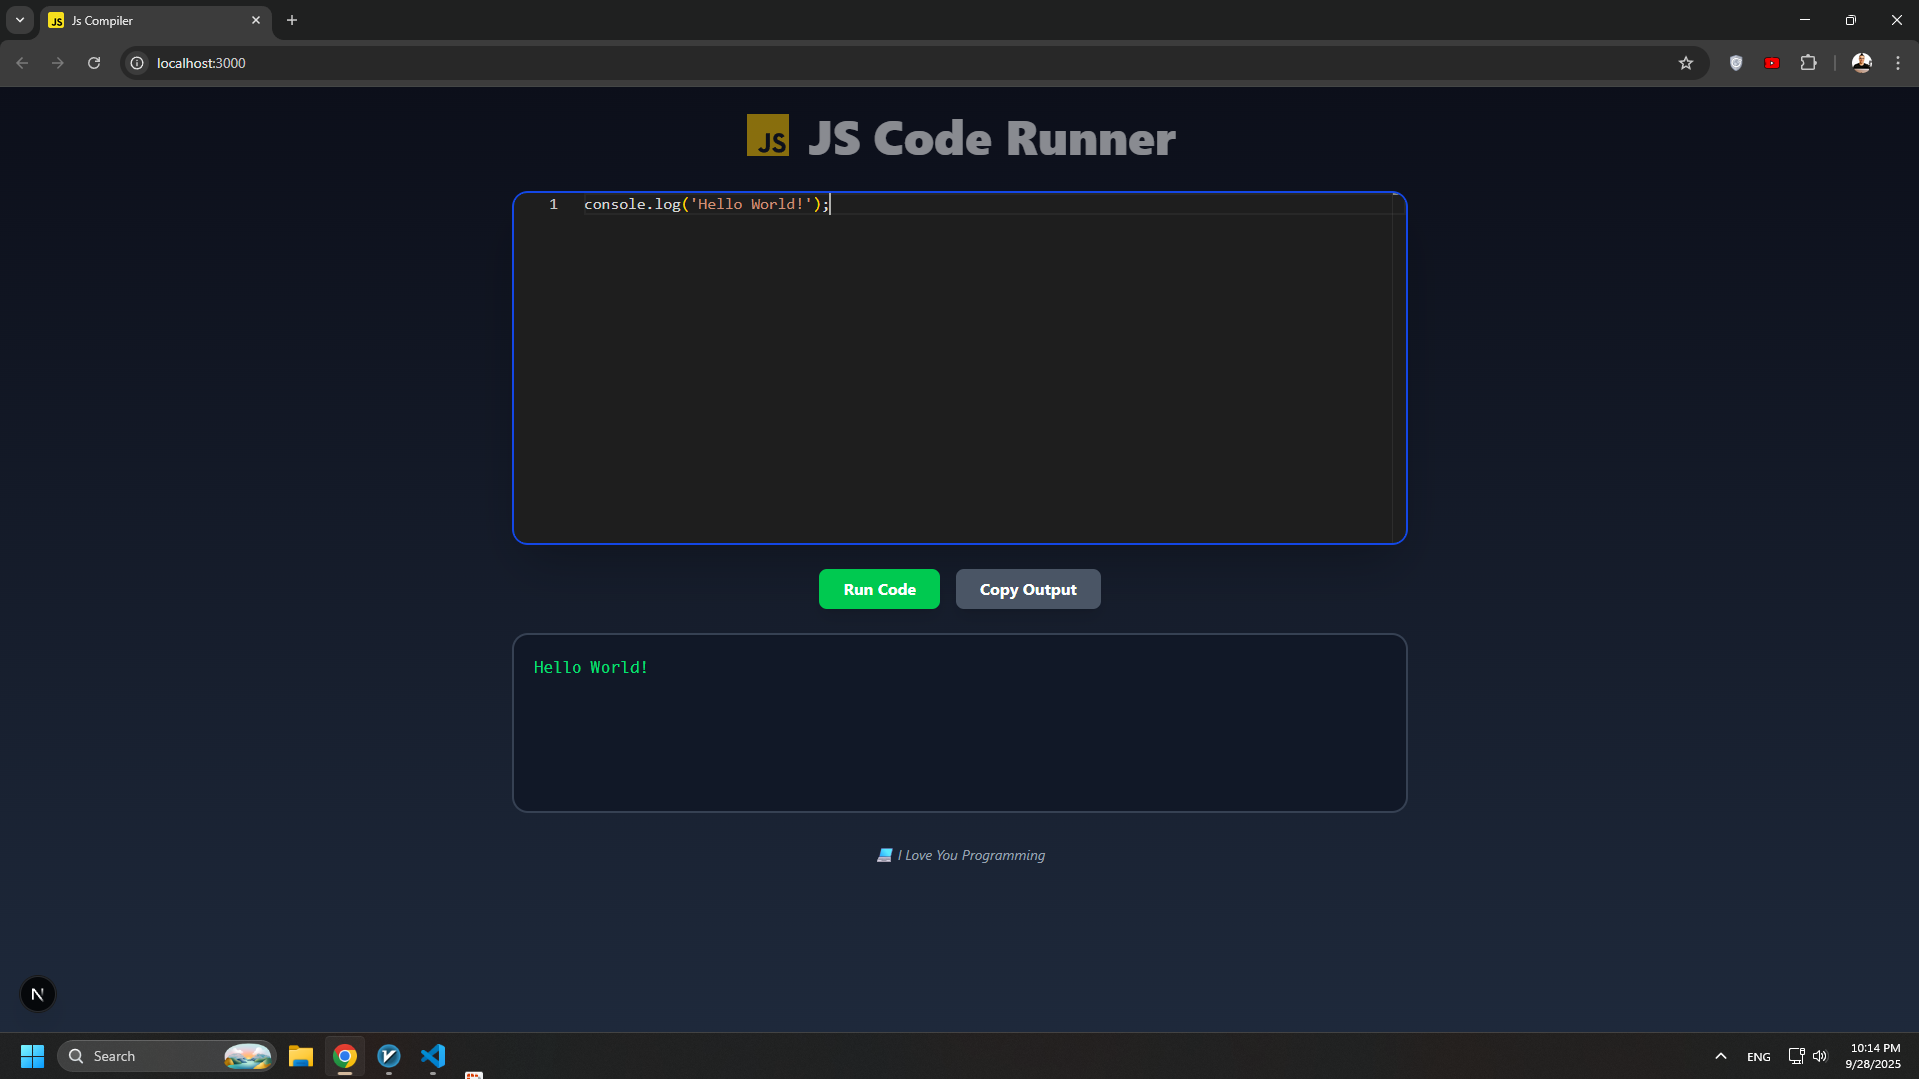 JS Js Compiler
localhost:3000
JS JS Code Runner
1 console.log('Hello World!');
Run Code Copy Output
Hello World!
I Love You Programming
N
Search
ENG
10:14 PM
9/28/2025